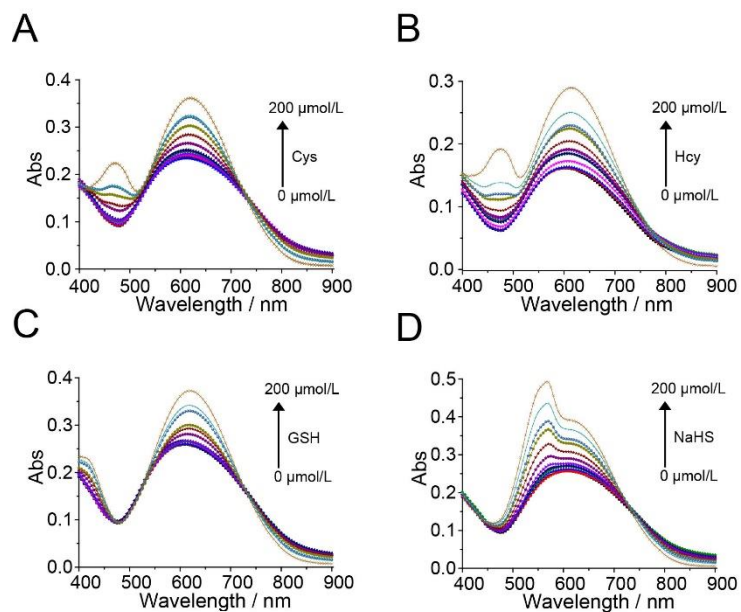 A
Abs
0.4
0.3
0.2
0.1
0.0
200 µmol/L
Cys
0 µmol/L
400 500 600 700 800 900
Wavelength / nm
B
Abs
0.3
0.2
0.1
0.0
200 µmol/L
Hcy
0 µmol/L
400 500 600 700 800 900
Wavelength / nm
C
Abs
0.4
0.3
0.2
0.1
0.0
200 µmol/L
GSH
0 µmol/L
400 500 600 700 800 900
Wavelength / nm
D
Abs
0.5
0.4
0.3
0.2
0.1
0.0
200 µmol/L
NaHS
0 µmol/L
400 500 600 700 800 900
Wavelength / nm